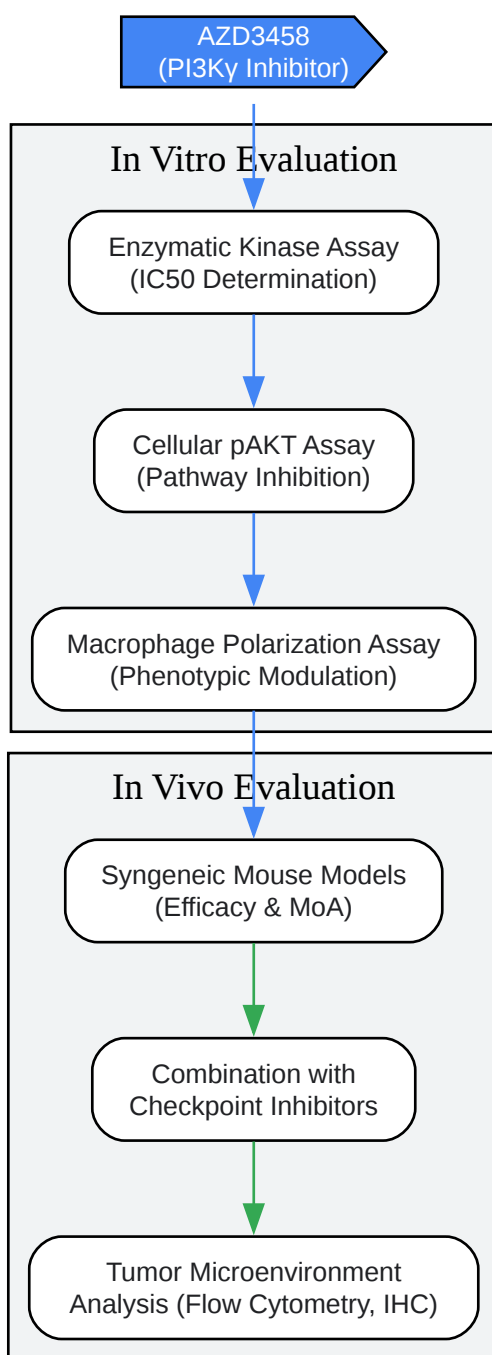 AZD3458
(PI3Kγ Inhibitor)
In Vitro Evaluation
Enzymatic Kinase Assay
(IC50 Determination)
Cellular pAKT Assay
(Pathway Inhibition)
Macrophage Polarization Assay
(Phenotypic Modulation)
In Vivo Evaluation
Syngeneic Mouse Models
(Efficacy & MoA)
Combination with
Checkpoint Inhibitors
Tumor Microenvironment
Analysis (Flow Cytometry, IHC)